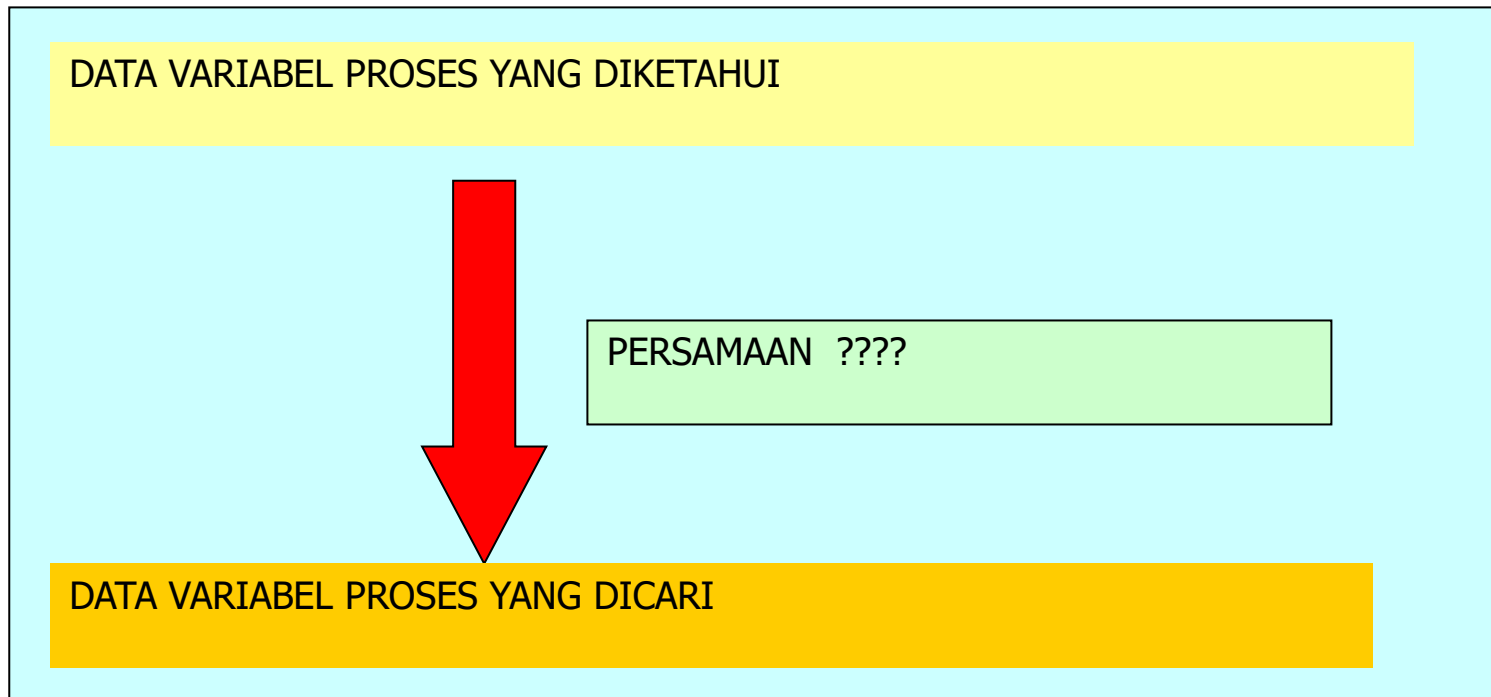 DATA VARIABEL PROSES YANG DIKETAHUI
PERSAMAAN ????
DATA VARIABEL PROSES YANG DICARI